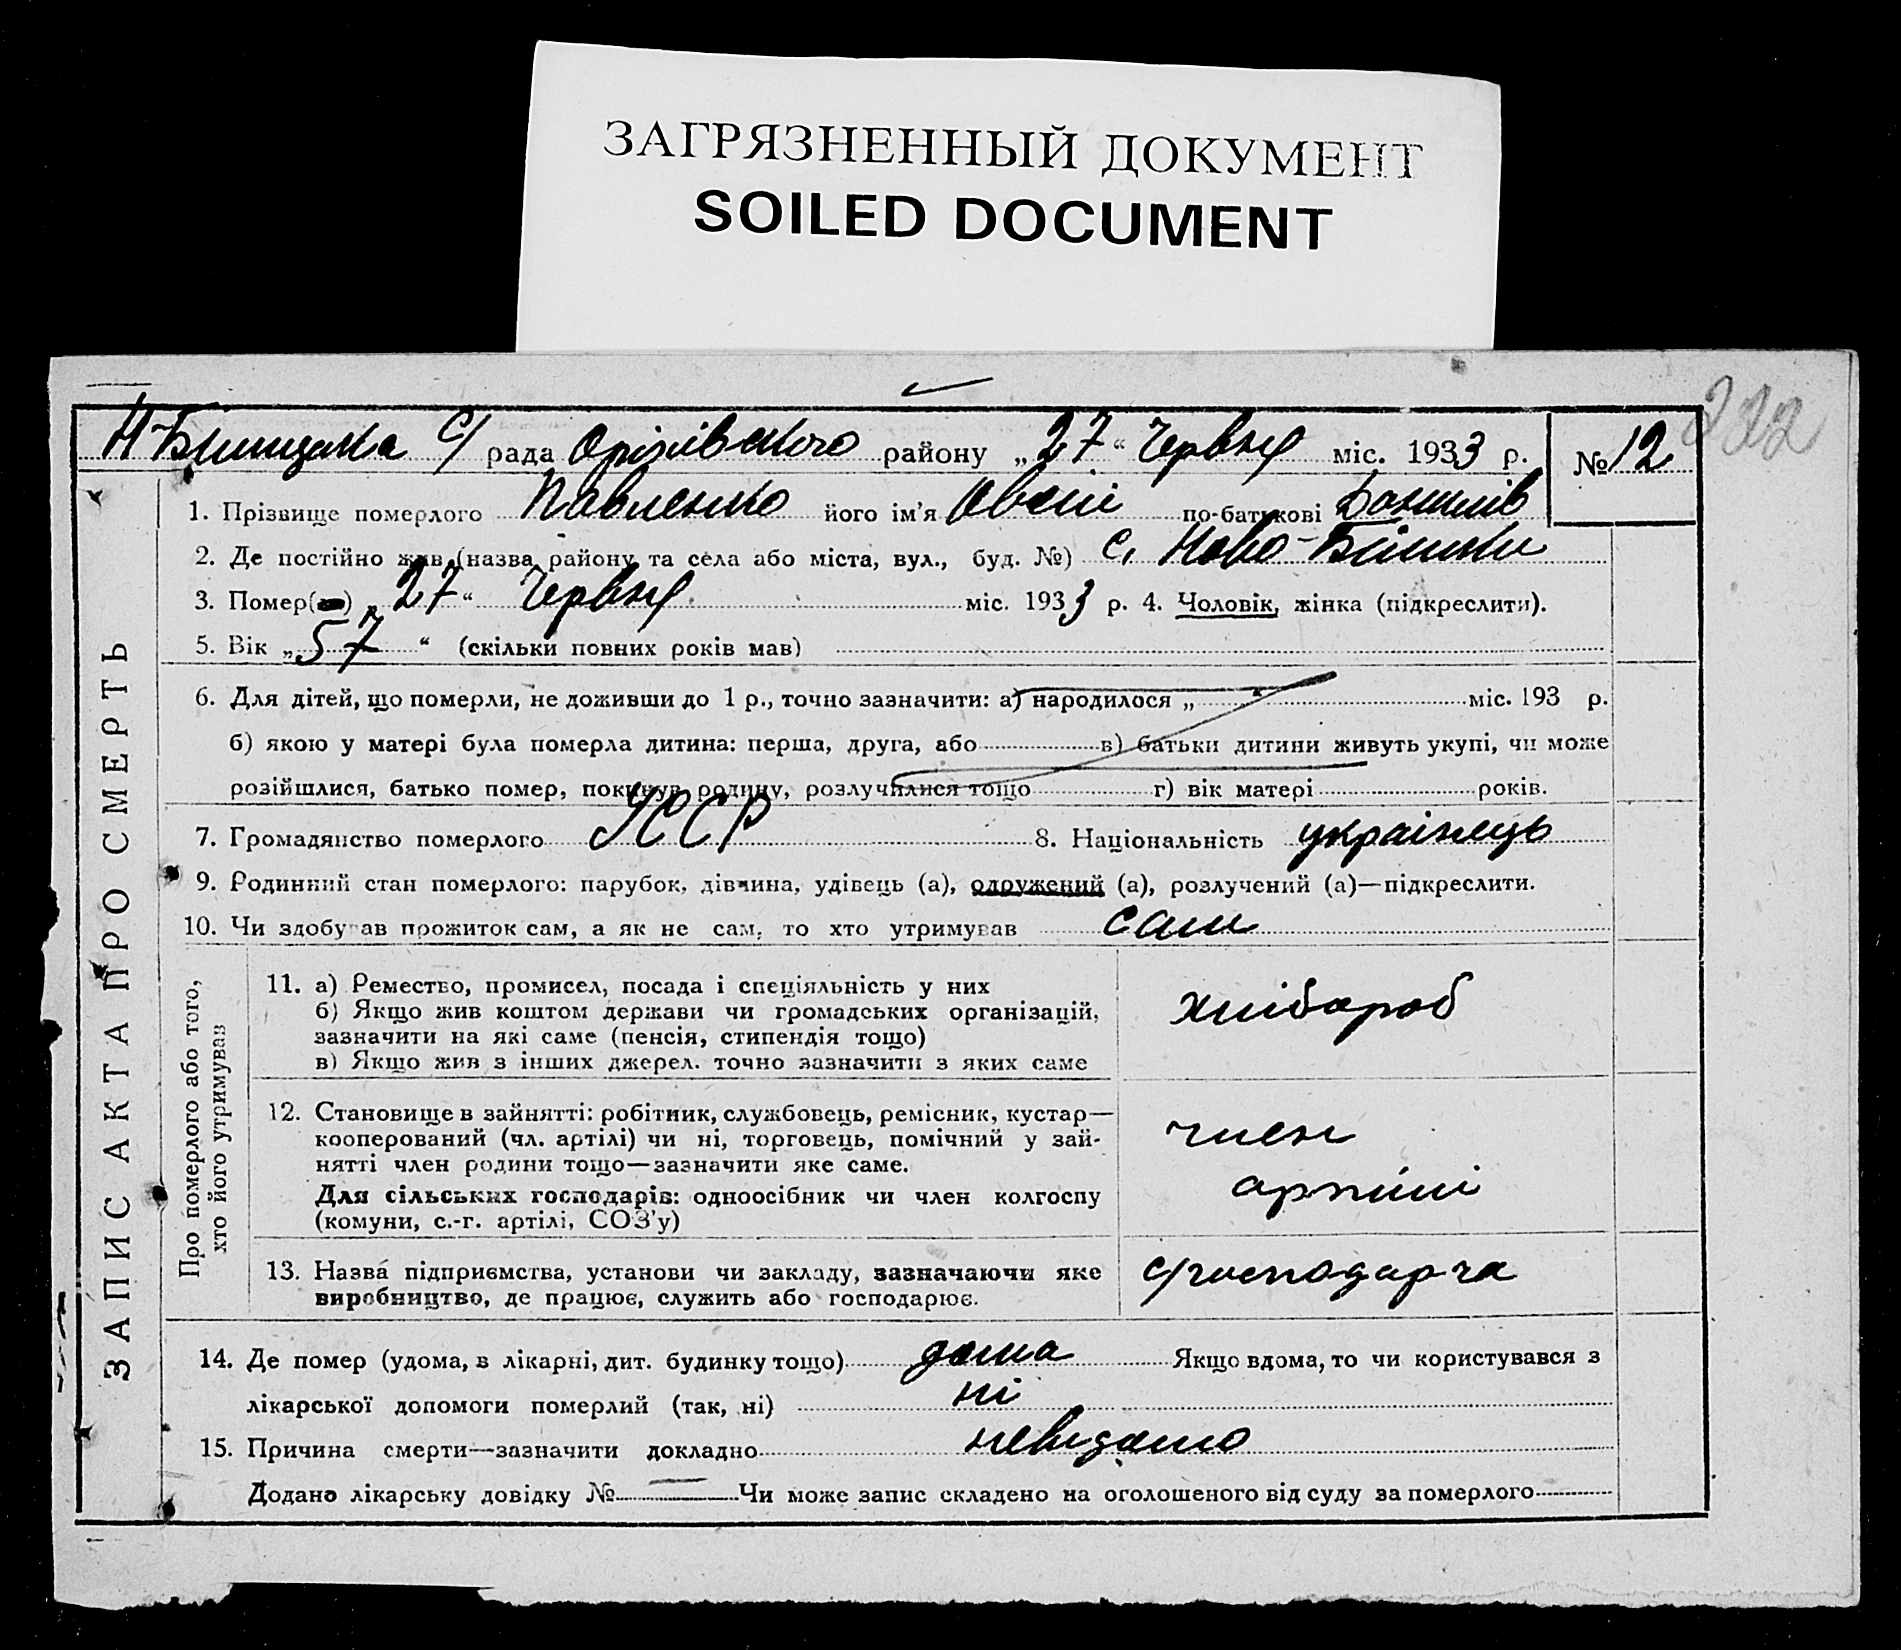 ЗАГРЯЗНЕННЫЙ ДОКУМЕНТ
SOILED DOCUMENT
222
Н-Білицька с/ рада Оріхівского району „27“ Червня міс. 1933 р. № 12
1. Прізвище померлого Павленко його ім'я Овсій по-батькові Данилів
2. Де постійно жив (назва району та села або міста, вул., буд. №) с. Ново-Білики
3. Помер( ) „27“ Червня міс. 1933 р. 4. Чоловік, жінка (підкреслити).
5. Вік „57“ (скільки повних років мав)
6. Для дітей, що померли, не доживши до 1 р., точно зазначити: а) народилося „ “ міс. 193 р.
б) якою у матері була померла дитина: перша, друга, або в) батьки дитини живуть укупі, чи може
розійшлися, батько помер, покинув родину, розлучилися тощо г) вік матері років.
7. Громадянство померлого УССР 8. Національність українець
9. Родинний стан померлого: парубок, дівчина, удівець (а), одружений (а), розлучений (а)—підкреслити.
10. Чи здобував прожиток сам, а як не сам, то хто утримував сам
ЗАПИС АКТА ПРО СМЕРТЬ
Про померлого або того,
хто його утримував
11. а) Ремество, промисел, посада і спеціяльність у них
б) Якщо жив коштом держави чи громадських організацій,
зазначити на які саме (пенсія, стипендія тощо)
в) Якщо жив з інших джерел, точно зазначити з яких саме
хлібороб
12. Становище в зайнятті: робітник, службовець, ремісник, кустар—
кооперований (чл. артілі) чи ні, торговець, помічний у зай-
нятті член родини тощо—зазначити яке саме.
Для сільських господарів: одноосібник чи член колгоспу
(комуни, с.-г. артілі, СОЗ'у)
член
артілі
13. Назва підприємства, установи чи закладу, зазначаючи яке
виробництво, де працює, служить або господарює.
с/господарча
14. Де помер (удома, в лікарні, дит. будинку тощо) дома Якщо вдома, то чи користувався з
лікарської допомоги померлий (так, ні) ні
15. Причина смерти—зазначити докладно невидамо
Додано лікарську довідку № — Чи може запис складено на оголошеного від суду за померлого